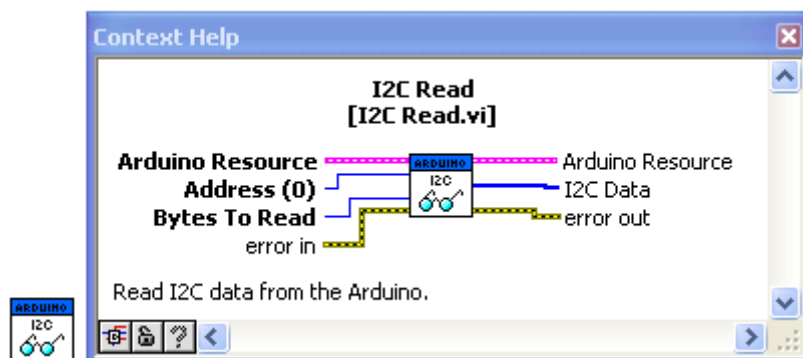 Context Help
I2C Read
[I2C Read.vi]
Arduino Resource
ARDUINO
Arduino Resource
Address (0)
I2C
I2C Data
Bytes To Read
error out
error in
Read I2C data from the Arduino.
ARDUINO
I2C
?